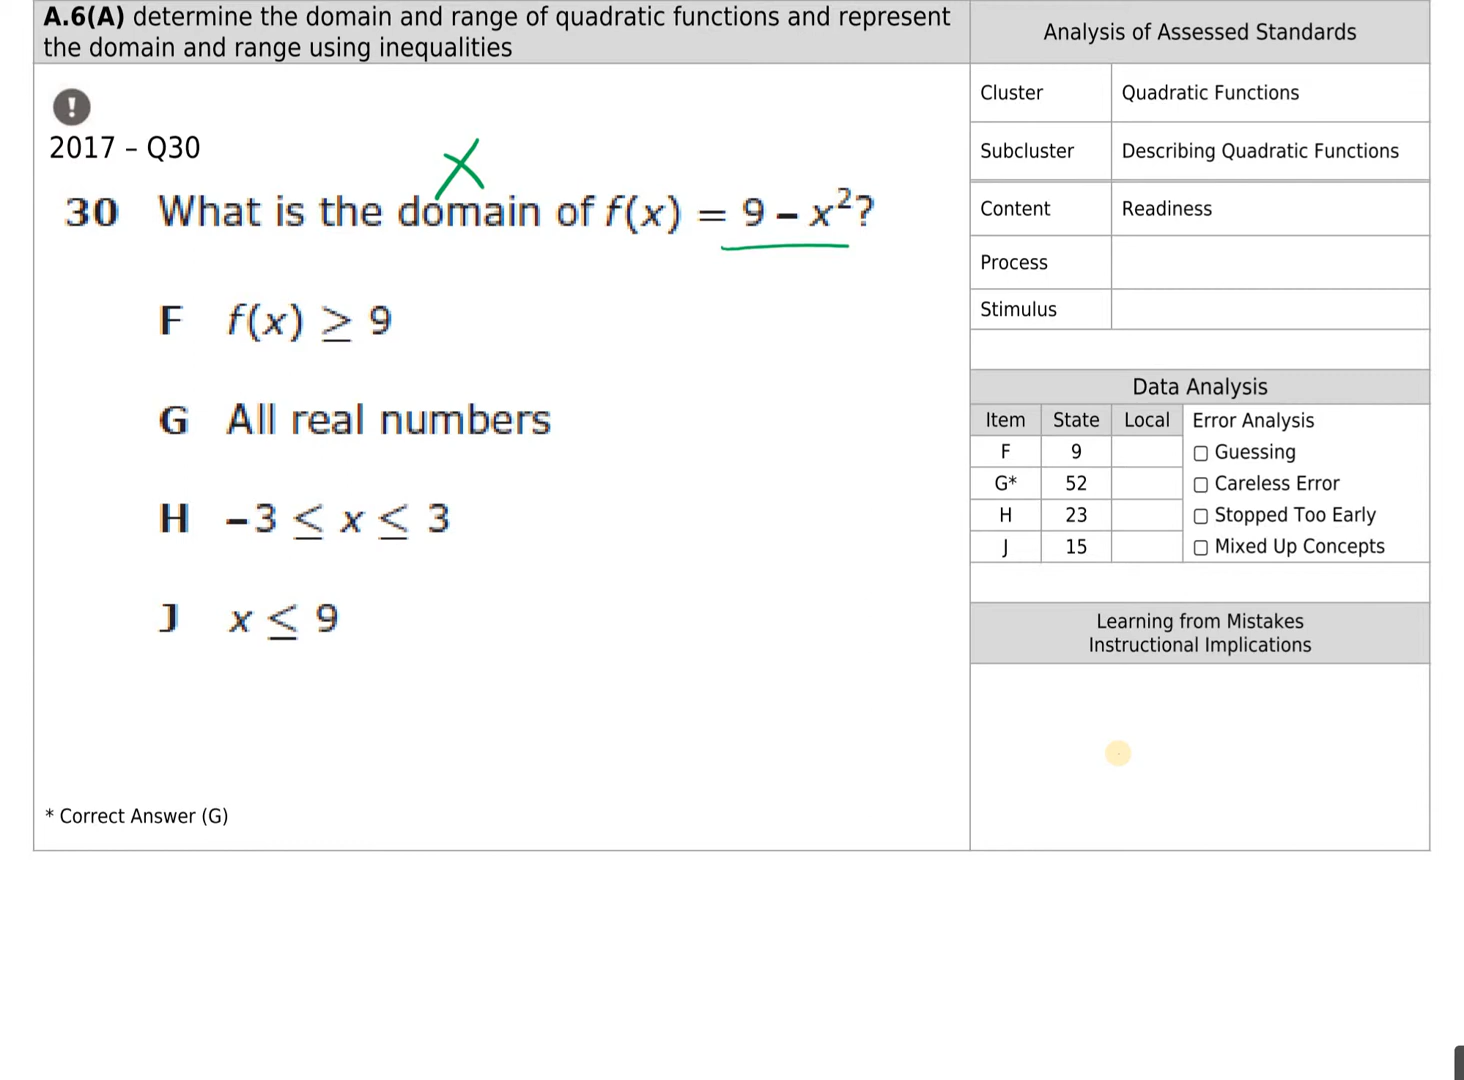 A.6(A) determine the domain and range of quadratic functions and represent
the domain and range using inequalities
!
2017 – Q30
x
30 What is the domain of f(x) = 9 – x²?
F f(x) ≥ 9
G All real numbers
H –3 ≤ x ≤ 3
J x ≤ 9
* Correct Answer (G)
Analysis of Assessed Standards
Cluster Quadratic Functions
Subcluster Describing Quadratic Functions
Content Readiness
Process
Stimulus
Data Analysis
Item State Local Error Analysis
F 9 Guessing
G* 52 Careless Error
H 23 Stopped Too Early
J 15 Mixed Up Concepts
Learning from Mistakes
Instructional Implications